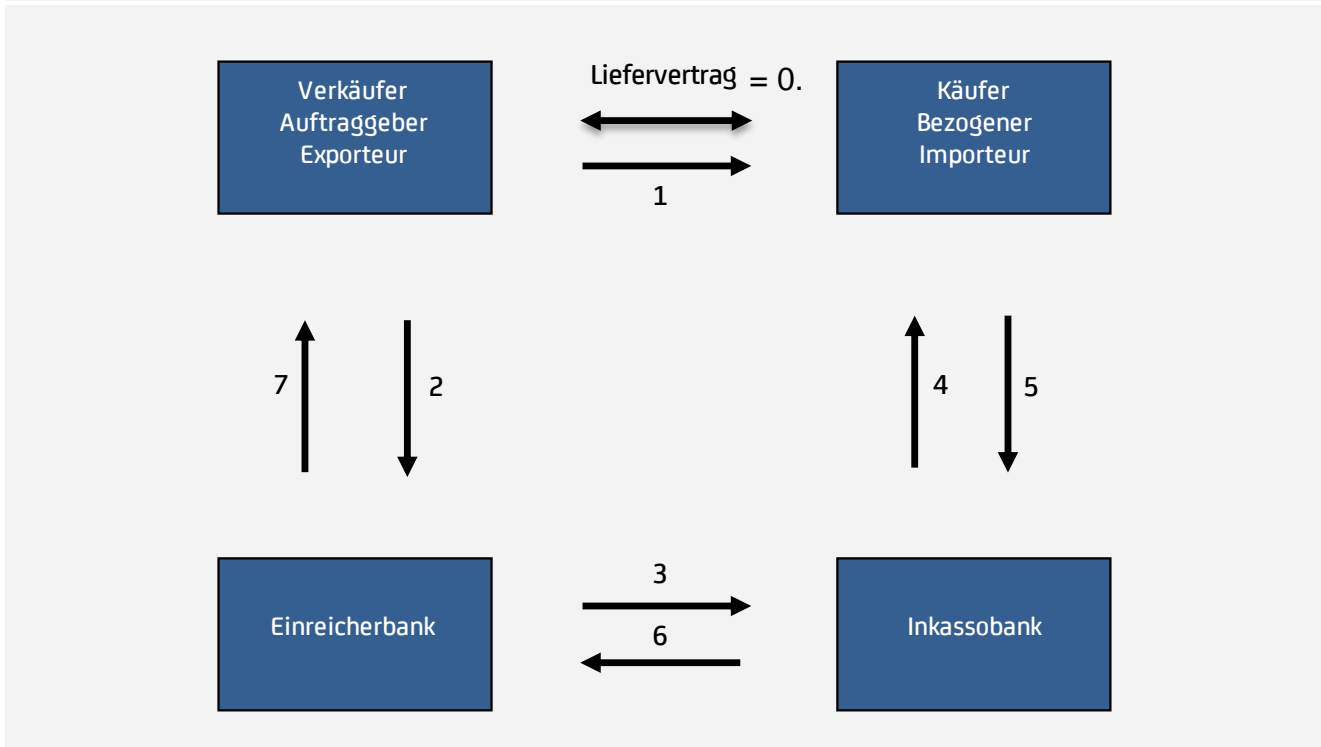 Verkäufer
Auftraggeber
Exporteur
Liefervertrag = 0.
1
Käufer
Bezogener
Importeur
7
2
4
5
Einreicherbank
3
6
Inkassobank